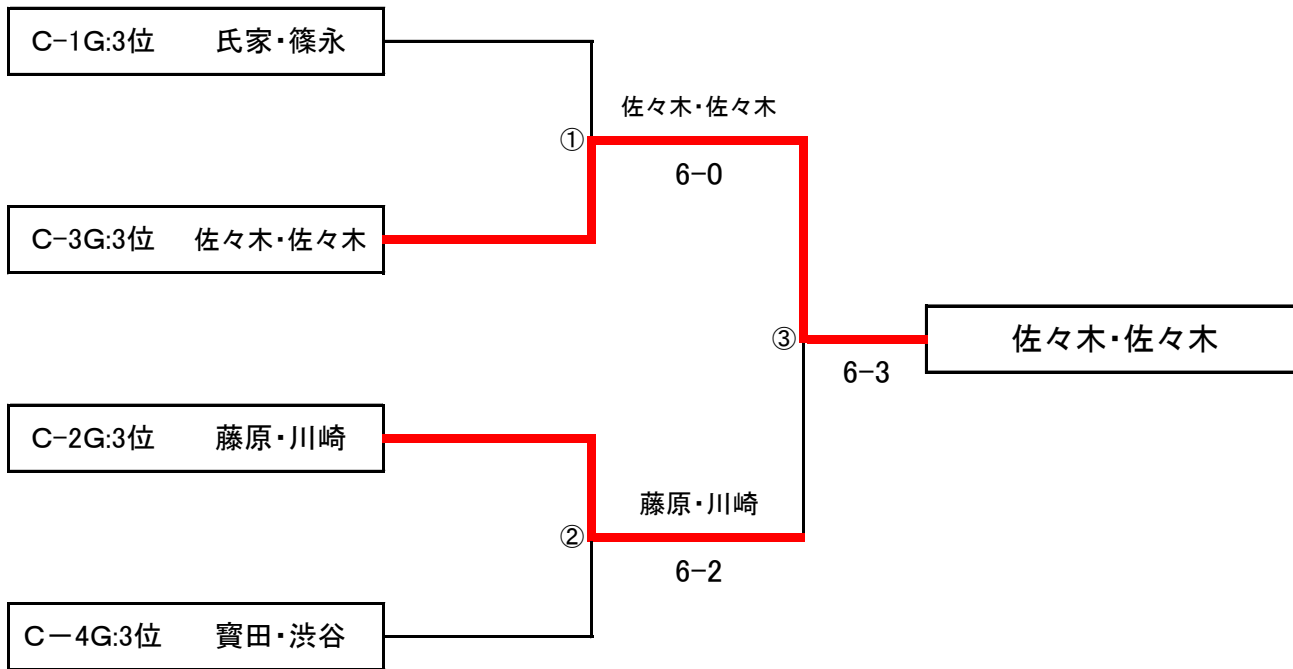 C-1G:3位 氏家・篠永
佐々木・佐々木
①
6-0
C-3G:3位 佐々木・佐々木
③
佐々木・佐々木
6-3
C-2G:3位 藤原・川崎
藤原・川崎
②
6-2
C－4G:3位 寳田・渋谷